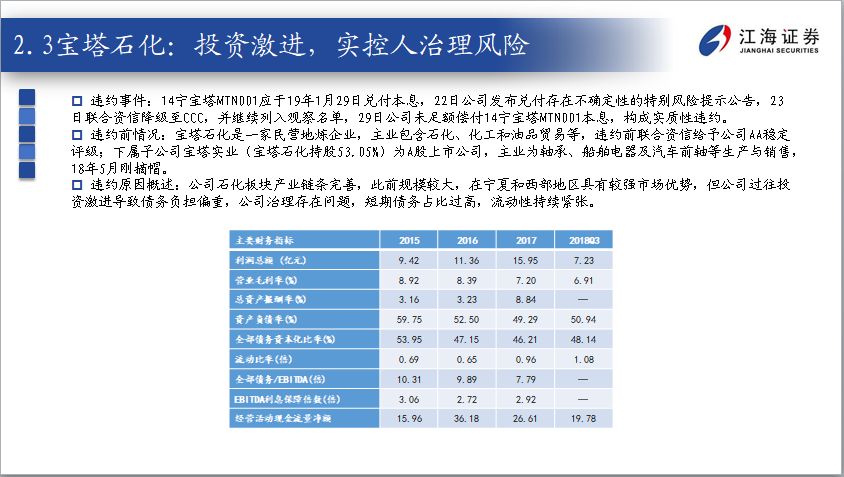 2.3宝塔石化：投资激进，实控人治理风险
江海证券
JIANGHAI SECURITIES
违约事件：14宁宝塔MTN001应于19年1月29日兑付本息，22日公司发布兑付存在不确定性的特别风险提示公告，23
日联合资信降级至CCC，并继续列入观察名单，29日公司未足额偿付14宁宝塔MTN001本息，构成实质性违约。
违约前情况：宝塔石化是一家民营地炼企业，主业包含石化、化工和油品贸易等，违约前联合资信给予公司AA稳定
评级；下属子公司宝塔实业（宝塔石化持股53.05%）为A股上市公司，主业为轴承、船舶电器及汽车前轴等生产与销售，
18年5月刚摘帽。
违约原因概述：公司石化板块产业链条完善，此前规模较大，在宁夏和西部地区具有较强市场优势，但公司过往投
资激进导致债务负担偏重，公司治理存在问题，短期债务占比过高，流动性持续紧张。
主要财务指标 2015 2016 2017 2018Q3
利润总额（亿元） 9.42 11.36 15.95 7.23
营业毛利率(%) 8.92 8.39 7.20 6.91
总资产报酬率(%) 3.16 3.23 8.84 —
资产负债率(%) 59.75 52.50 49.29 50.94
全部债务资本化比率(%) 53.95 47.15 46.21 48.14
流动比率(倍) 0.69 0.65 0.96 1.08
全部债务/EBITDA(倍) 10.31 9.89 7.79 —
EBITDA利息保障倍数(倍) 3.06 2.72 2.92 —
经营活动现金流量净额 15.96 36.18 26.61 19.78